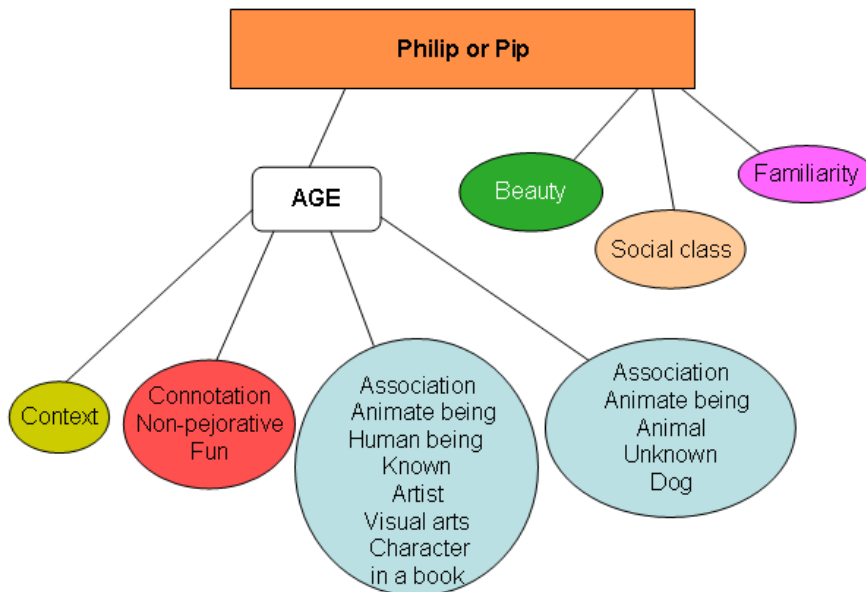 Philip or Pip
AGE
Beauty
Familiarity
Social class
Context
Connotation
Non-pejorative
Fun
Association
Animate being
Human being
Known
Artist
Visual arts
Character
in a book
Association
Animate being
Animal
Unknown
Dog